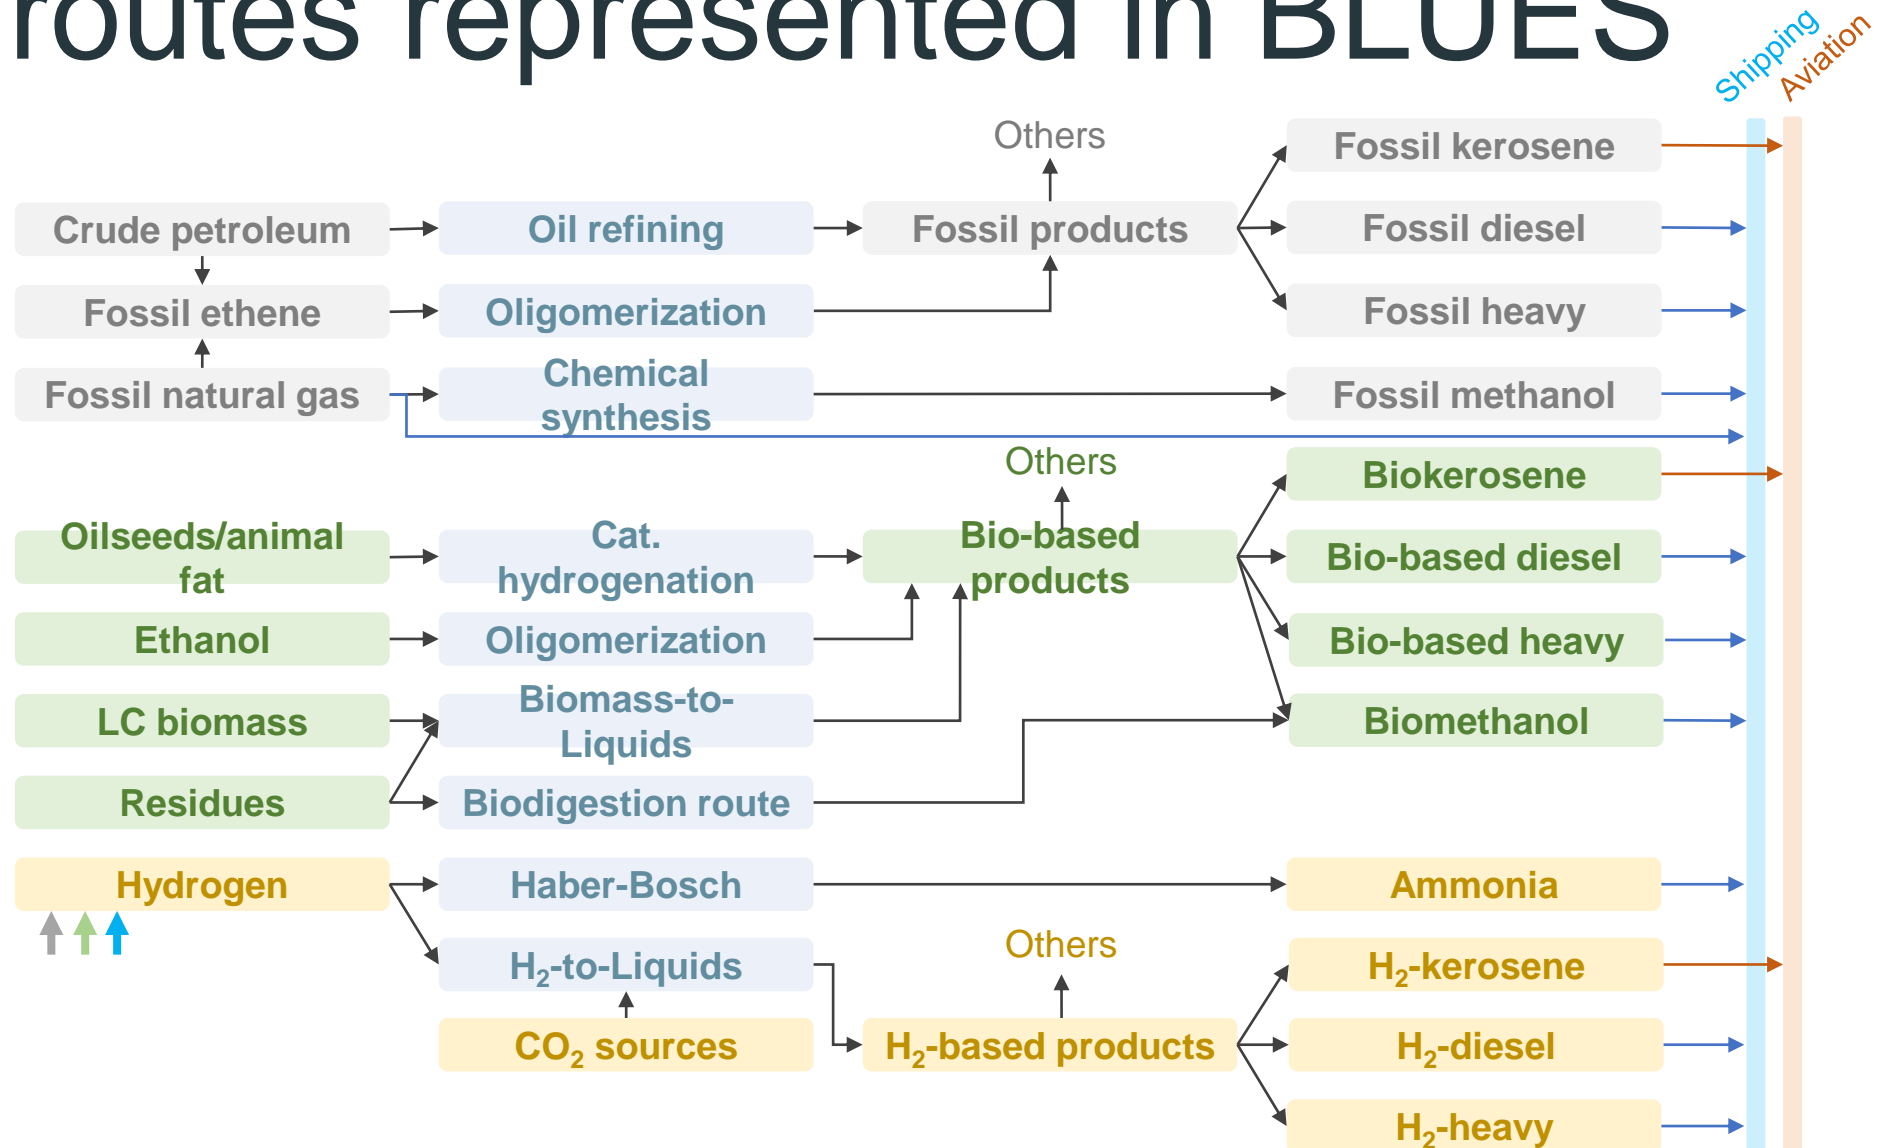 routes represented in BLUES
Shipping
Aviation
Others
Fossil kerosene
Crude petroleum
Oil refining
Fossil products
Fossil diesel
Fossil ethene
Oligomerization
Fossil heavy
Fossil natural gas
Chemical
synthesis
Fossil methanol
Others
Biokerosene
Oilseeds/animal
fat
Cat.
hydrogenation
Bio-based
products
Bio-based diesel
Ethanol
Oligomerization
Bio-based heavy
LC biomass
Biomass-to-
Liquids
Biomethanol
Residues
Biodigestion route
Hydrogen
Haber-Bosch
Ammonia
Others
H₂-to-Liquids
H₂-kerosene
CO₂ sources
H₂-based products
H₂-diesel
H₂-heavy